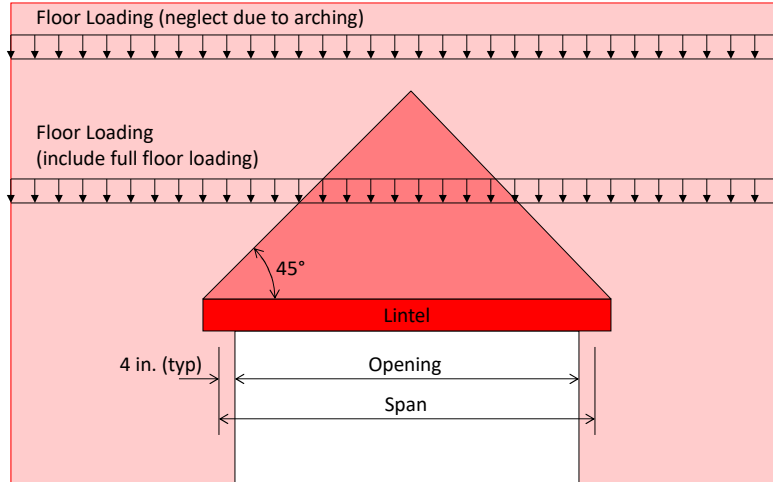 Floor Loading (neglect due to arching)
Floor Loading
(include full floor loading)
45°
Lintel
4 in. (typ)
Opening
Span